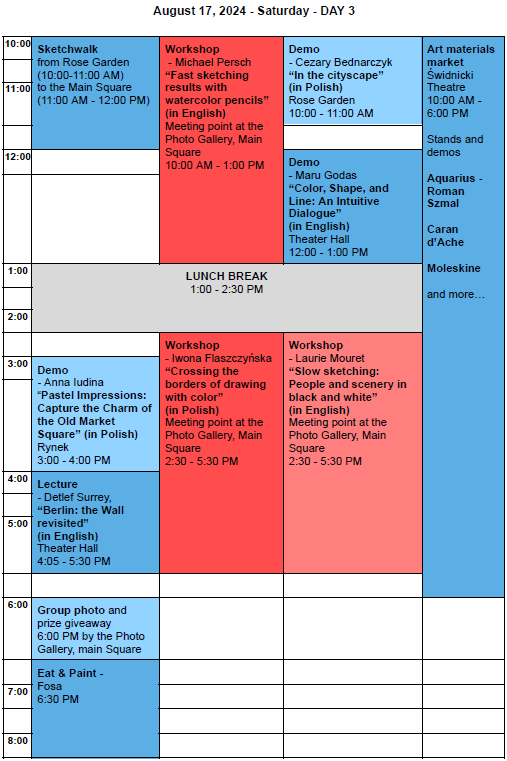 August 17, 2024 - Saturday - DAY 3
10:00
11:00
12:00
1:00
2:00
3:00
4:00
5:00
6:00
7:00
8:00
Sketchwalk
from Rose Garden
(10:00-11:00 AM)
to the Main Square
(11:00 AM - 12:00 PM)
Workshop
- Michael Persch
“Fast sketching
results with
watercolor pencils”
(in English)
Meeting point at the
Photo Gallery, Main
Square
10:00 AM - 1:00 PM
Demo
- Cezary Bednarczyk
“In the cityscape”
(in Polish)
Rose Garden
10:00 - 11:00 AM
Demo
- Maru Godas
“Color, Shape, and
Line: An Intuitive
Dialogue”
(in English)
Theater Hall
12:00 - 1:00 PM
Art materials
market
Świdnicki
Theatre
10:00 AM -
6:00 PM
Stands and
demos
Aquarius -
Roman
Szmal
Caran
d’Ache
Moleskine
and more…
LUNCH BREAK
1:00 - 2:30 PM
Demo
- Anna Iudina
“Pastel Impressions:
Capture the Charm of
the Old Market
Square” (in Polish)
Rynek
3:00 - 4:00 PM
Workshop
- Iwona Flaszczyńska
“Crossing the
borders of drawing
with color”
(in Polish)
Meeting point at the
Photo Gallery, Main
Square
2:30 - 5:30 PM
Workshop
- Laurie Mouret
“Slow sketching:
People and scenery in
black and white”
(in English)
Meeting point at the
Photo Gallery, Main
Square
2:30 - 5:30 PM
Lecture
- Detlef Surrey,
“Berlin: the Wall
revisited”
(in English)
Theater Hall
4:05 - 5:30 PM
Group photo and
prize giveaway
6:00 PM by the Photo
Gallery, main Square
Eat & Paint -
Fosa
6:30 PM